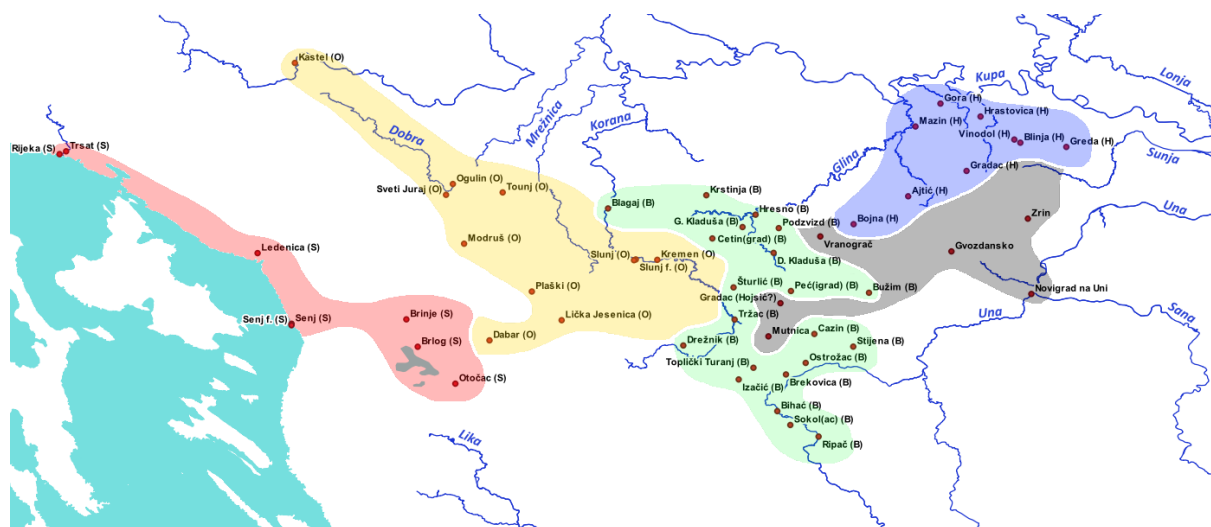 Kaštel (O)
Lonja
Kupa
Gora (H)
Hrastovica (H)
Mazin (H)
Vinodol (H)
Blinja (H)
Greda (H)
Sunja
Mrežnica
Dobra
Korana
Rijeka (S)
Trsat (S)
Glina
Gradac (H)
Ogulin (O)
Sveti Juraj (O)
Tounj (O)
Krstinja (B)
Ajtić (H)
Blagaj (B)
Hresno (B)
Una
G. Kladuša (B)
Podzvizd (B)
Bojna (H)
Zrin
Modruš (O)
Cetin(grad) (B)
Vranograč
Ledenica (S)
Slunj (O)
Kremen (O)
Slunj f. (O)
D. Kladuša (B)
Gvozdansko
Plaški (O)
Šturlić (B)
Peć(igrad) (B)
Bužim (B)
Novigrad na Uni
Gradac (Hojsić?)
Sana
Senj f. (S)
Senj (S)
Brinje (S)
Lička Jesenica (O)
Tržac (B)
Una
Dabar (O)
Mutnica
Cazin (B)
Brlog (S)
Drežnik (B)
Stijena (B)
Toplički Turanj (B)
Ostrožac (B)
Otočac (S)
Izačić (B)
Brekovica (B)
Bihać (B)
Sokol(ac) (B)
Lika
Ripač (B)